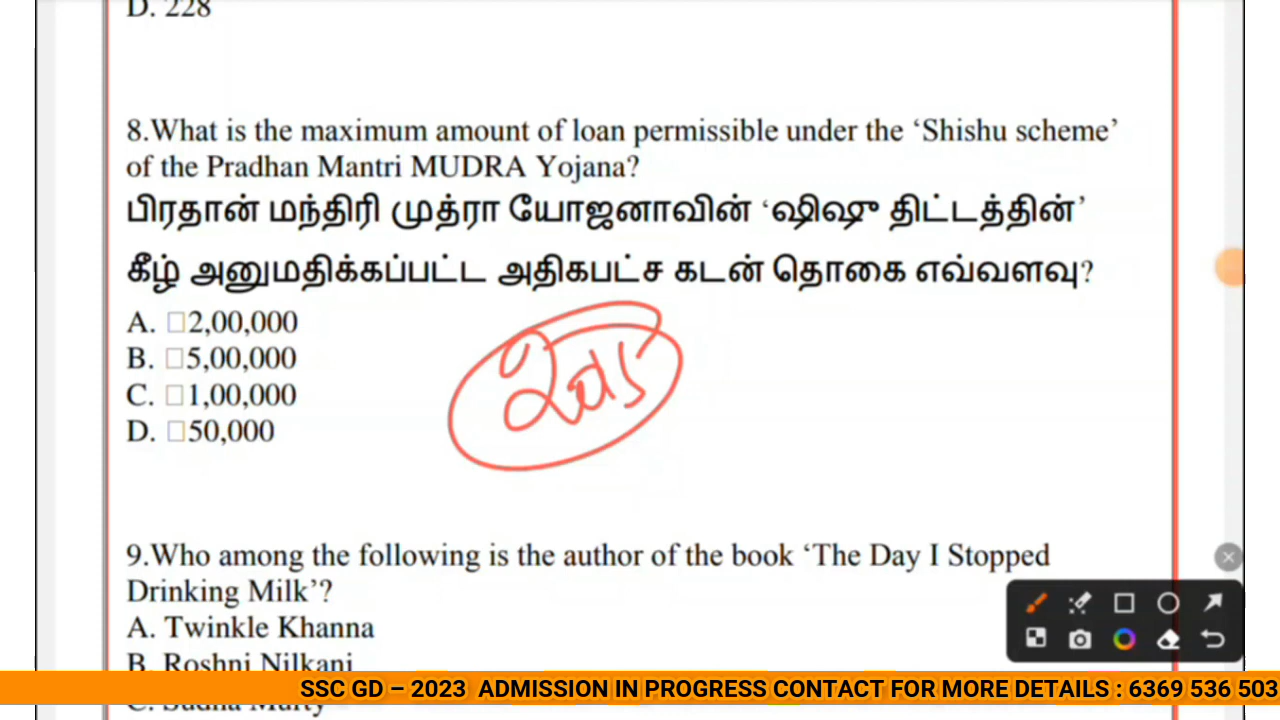 D. 228
8.What is the maximum amount of loan permissible under the ‘Shishu scheme’
of the Pradhan Mantri MUDRA Yojana?
பிரதான் மந்திரி முத்ரா யோஜனாவின் ‘ஷிஷு திட்டத்தின்’
கீழ் அனுமதிக்கப்பட்ட அதிகபட்ச கடன் தொகை எவ்வளவு?
A. □2,00,000
B. □5,00,000
C. □1,00,000
D. □50,000
9.Who among the following is the author of the book ‘The Day I Stopped
Drinking Milk’?
A. Twinkle Khanna
B. Roshni Nilkani
C. Sudha Murty
SSC GD – 2023 ADMISSION IN PROGRESS CONTACT FOR MORE DETAILS : 6369 536 503